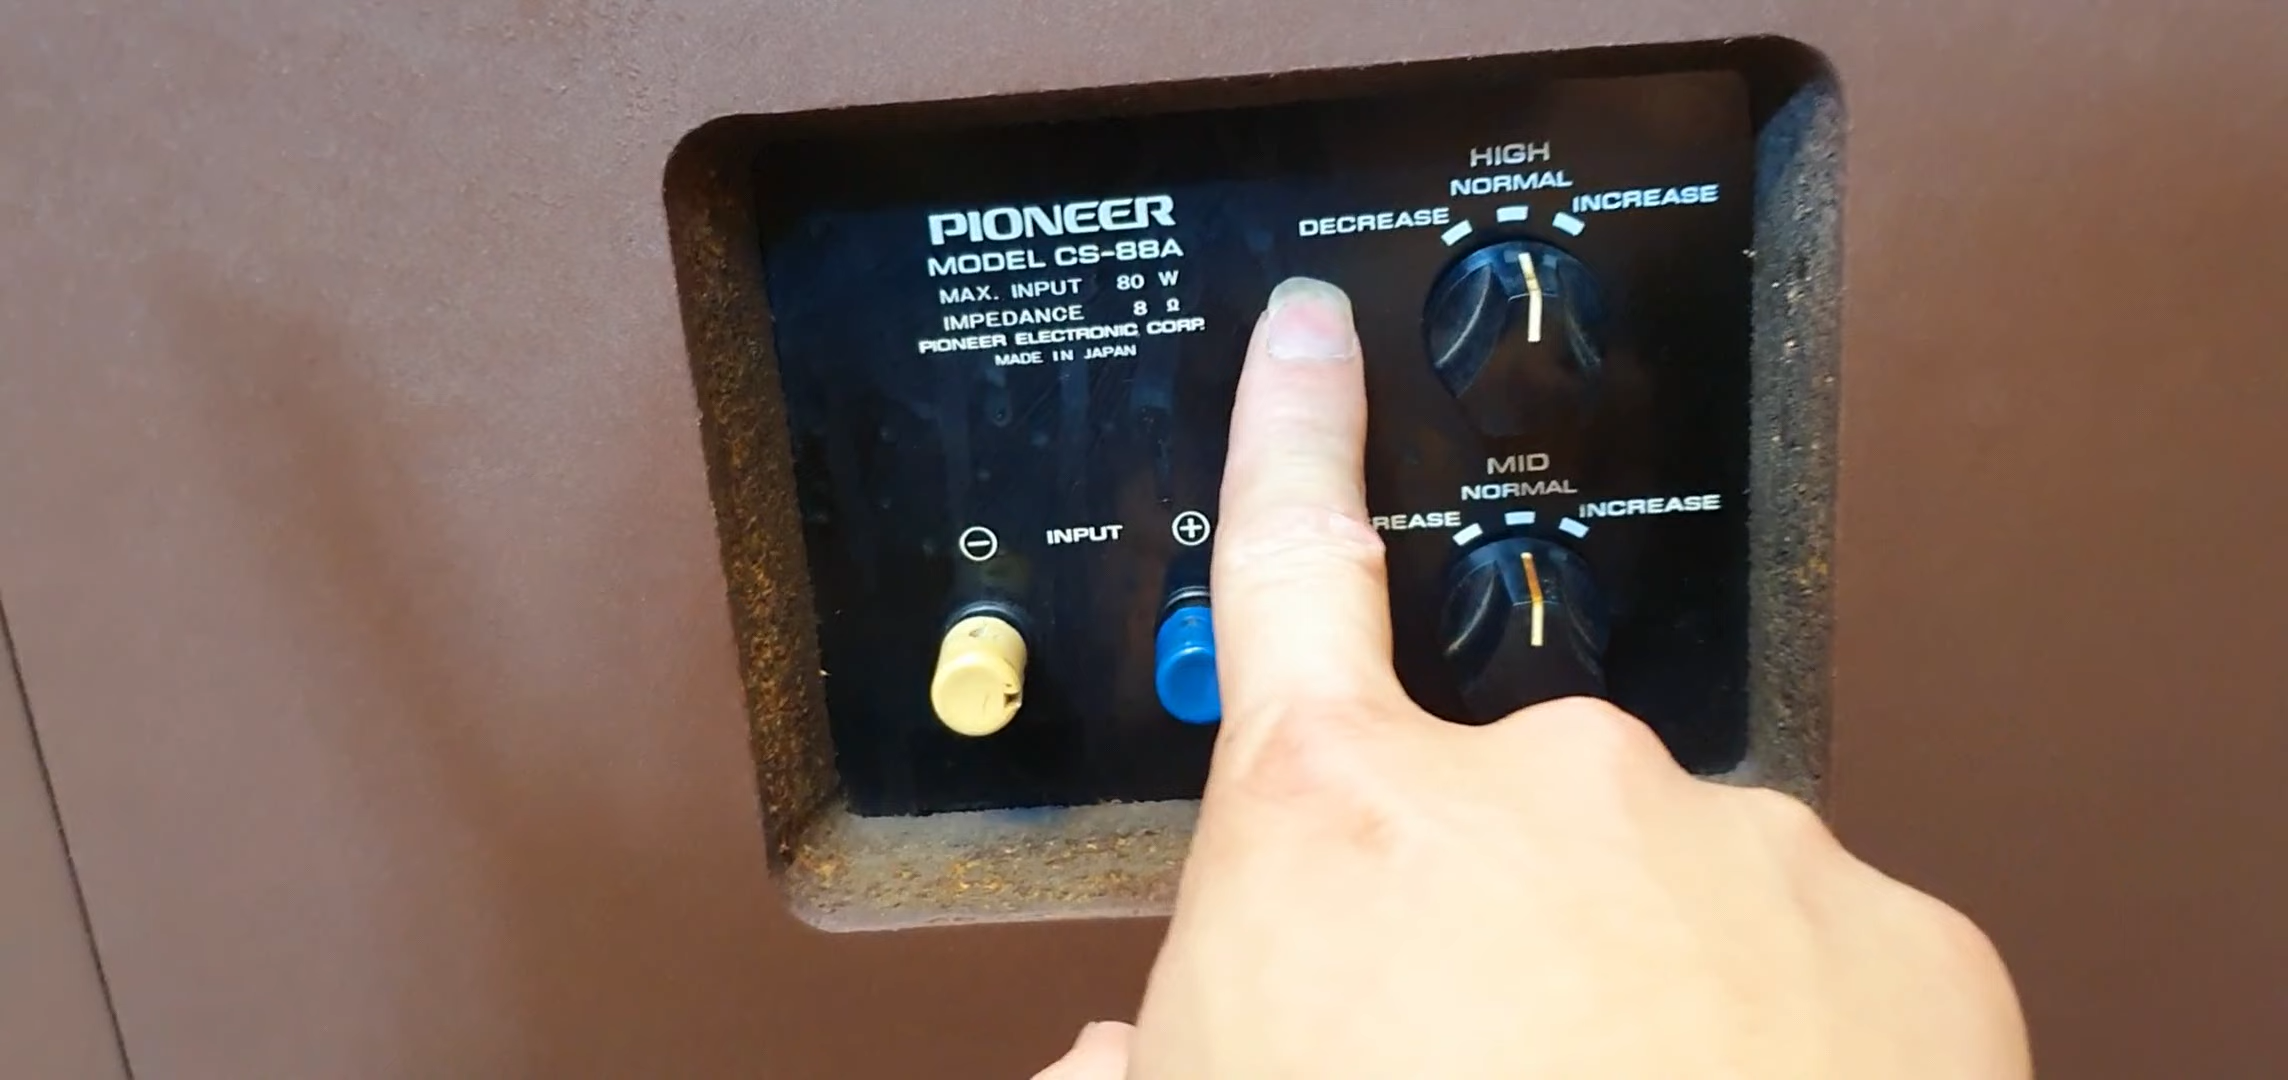 PIONEER
MODEL CS-88A
MAX. INPUT 80 W
IMPEDANCE 8 Ω
PIONEER ELECTRONIC CORP.
MADE IN JAPAN
HIGH
NORMAL
DECREASE INCREASE
MID
NORMAL
REASE INCREASE
⊖ INPUT ⊕